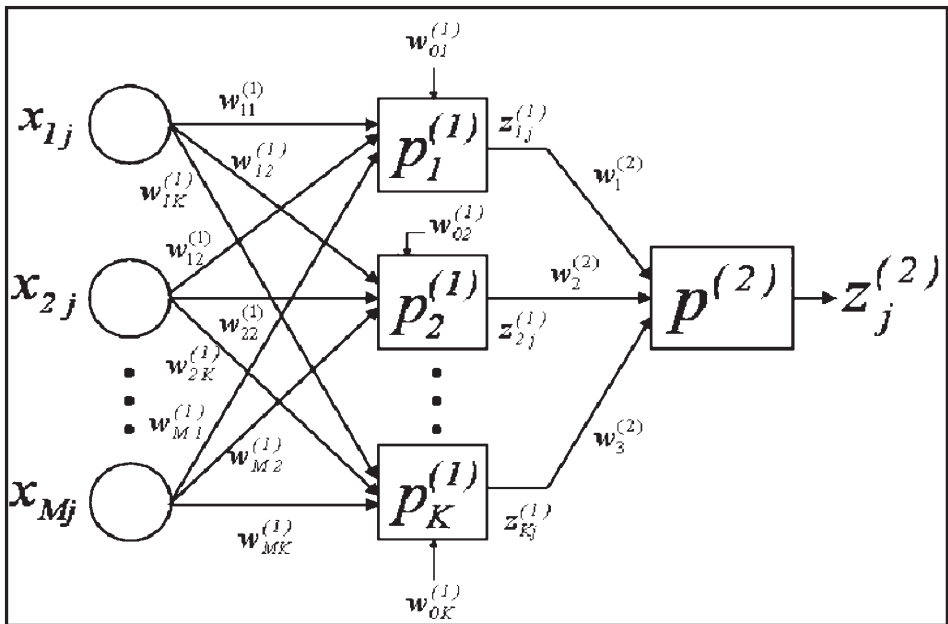 w_{01}^{(1)}
x_{1j}
w_{11}^{(1)}
p_1^{(1)}
z_{1j}^{(1)}
w_{12}^{(1)}
w_{1K}^{(1)}
w_1^{(2)}
w_{02}^{(1)}
w_{12}^{(1)}
x_{2j}
p_2^{(1)}
w_2^{(2)}
p^{(2)}
z_j^{(2)}
w_{22}^{(1)}
z_{2j}^{(1)}
w_{2K}^{(1)}
w_{M1}^{(1)}
w_{M2}^{(1)}
w_3^{(2)}
x_{Mj}
p_K^{(1)}
z_{Kj}^{(1)}
w_{MK}^{(1)}
w_{0K}^{(1)}